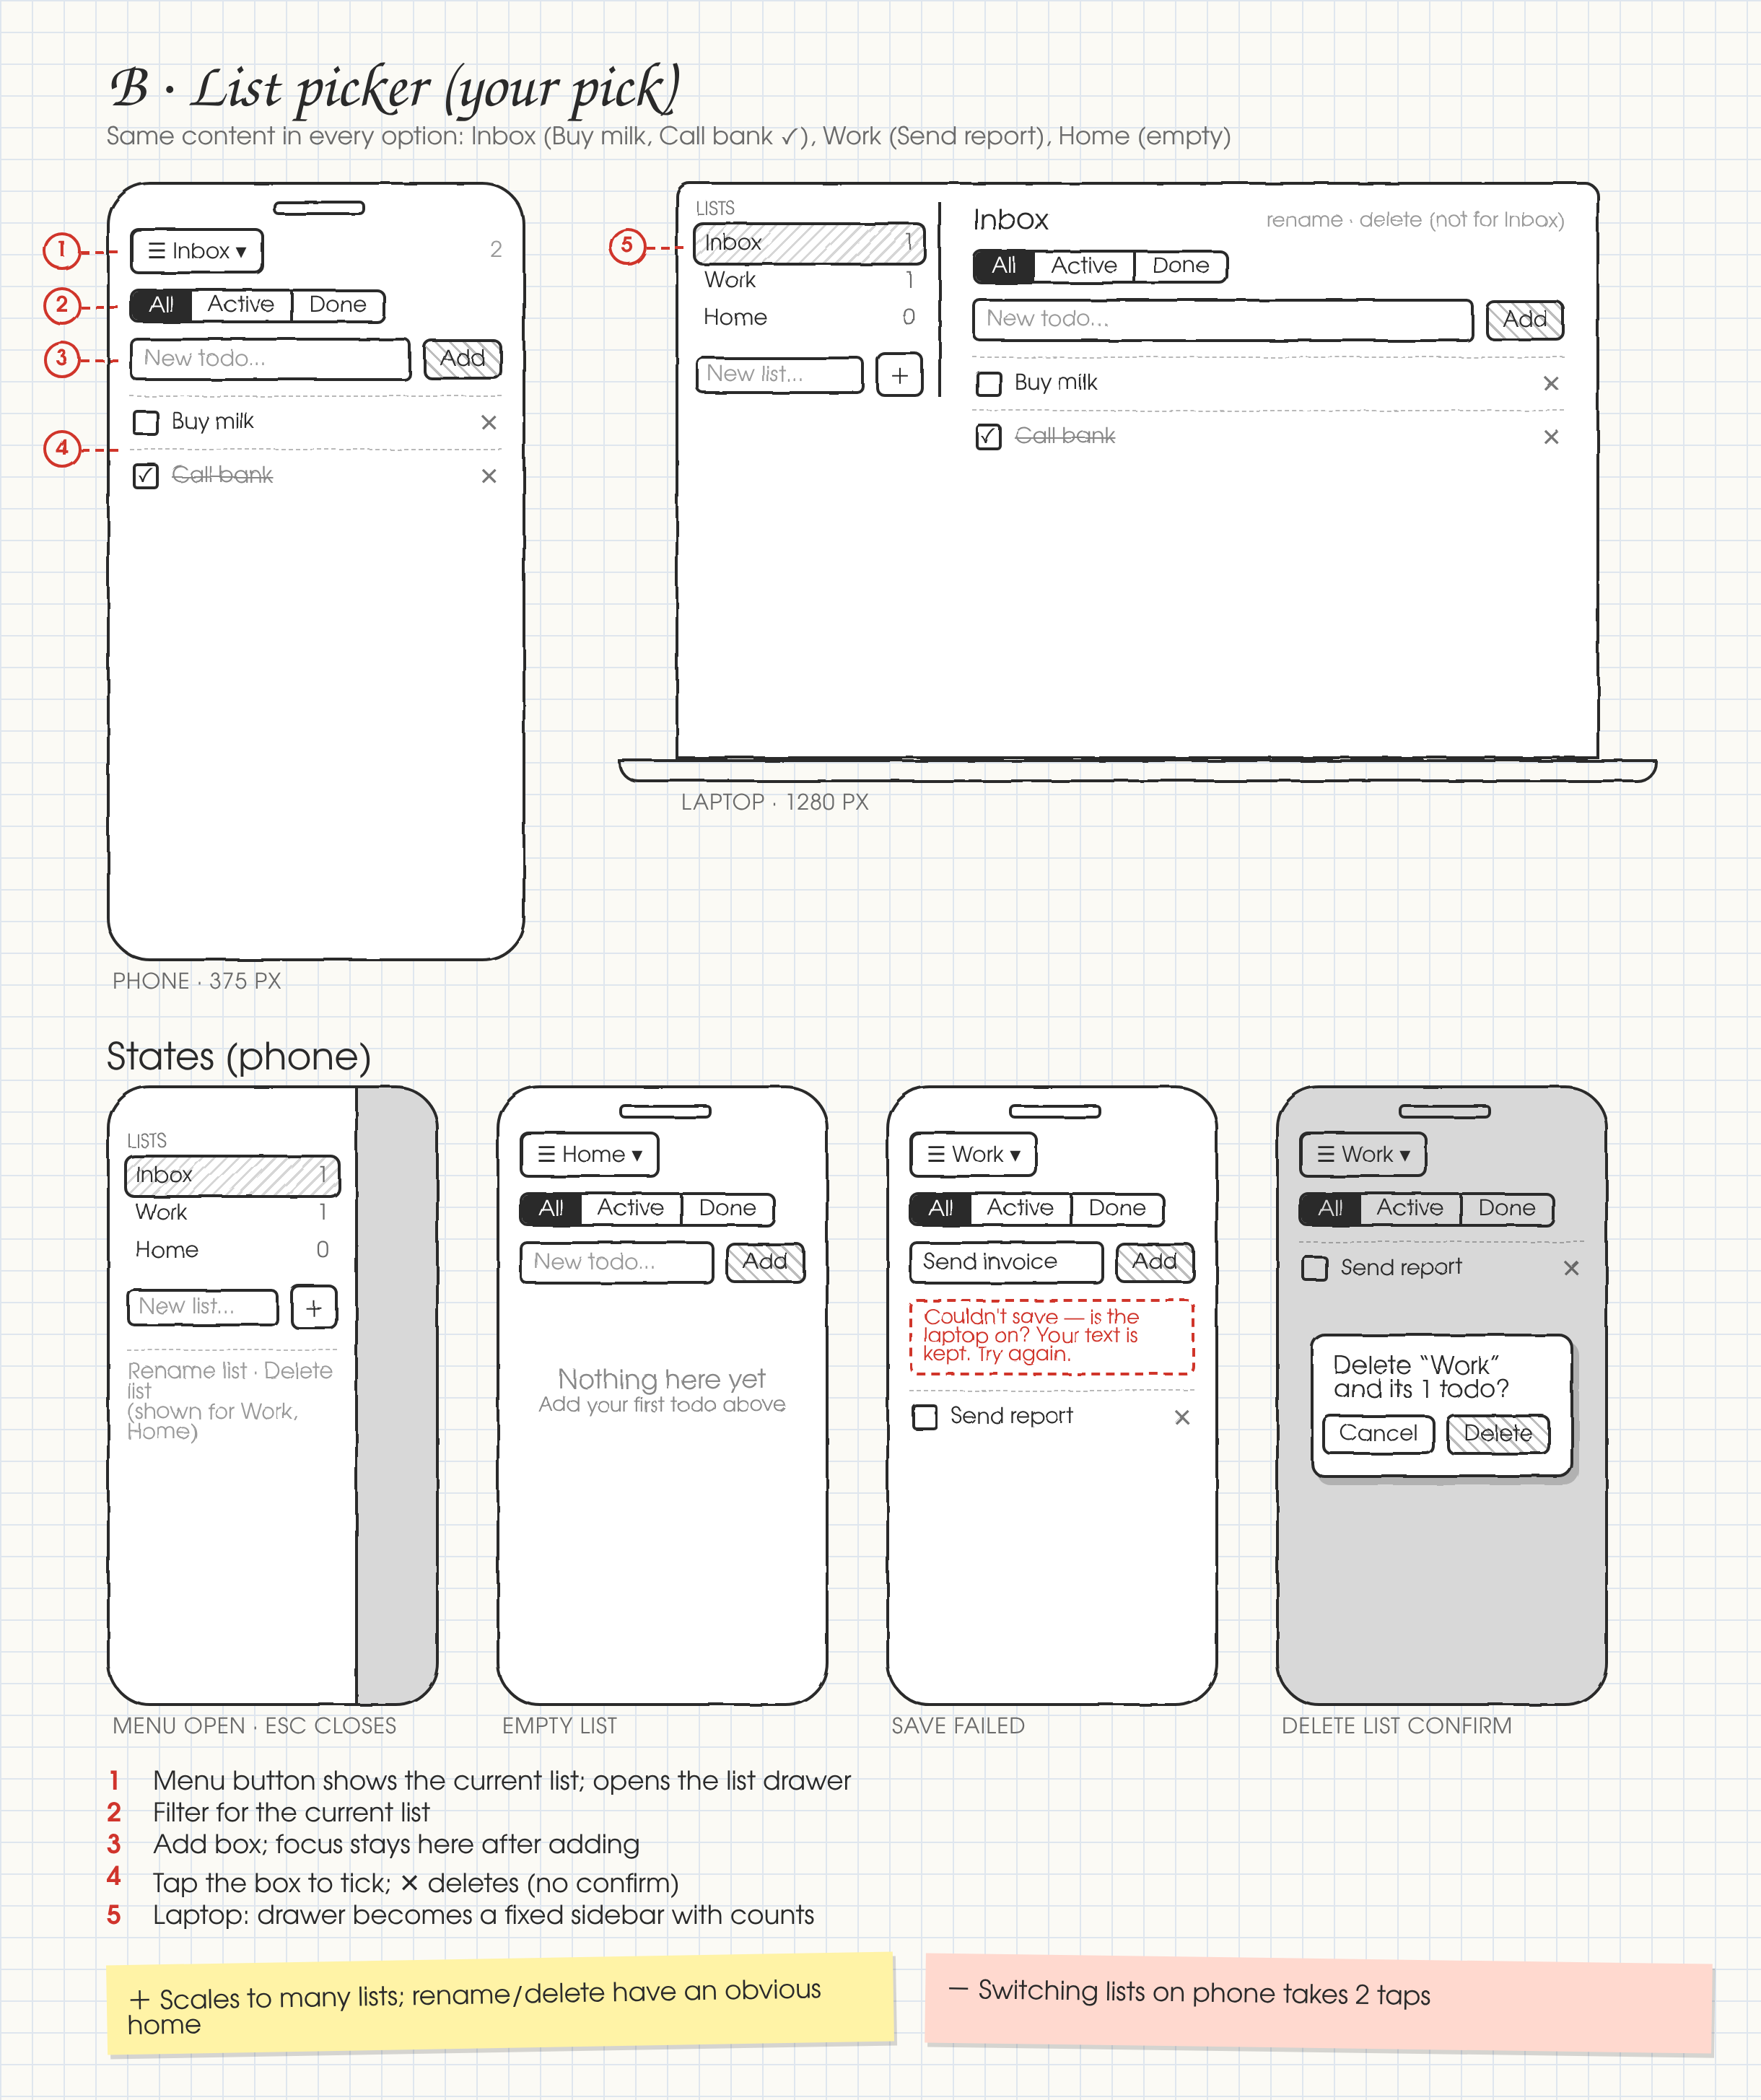 B · List picker (your pick)
Same content in every option: Inbox (Buy milk, Call bank ✓), Work (Send report), Home (empty)
1
☰ Inbox ▾
2
2
All
Active
Done
3
New todo...
Add
Buy milk
✕
4
✓
Call bank
✕
PHONE · 375 PX
5
LISTS
Inbox 1
Work 1
Home 0
New list...
+
Inbox
rename · delete (not for Inbox)
All
Active
Done
New todo...
Add
Buy milk
✕
✓
Call bank
✕
LAPTOP · 1280 PX
States (phone)
LISTS
Inbox 1
Work 1
Home 0
New list...
+
Rename list · Delete
list
(shown for Work,
Home)
MENU OPEN · ESC CLOSES
☰ Home ▾
All
Active
Done
New todo...
Add
Nothing here yet
Add your first todo above
EMPTY LIST
☰ Work ▾
All
Active
Done
Send invoice
Add
Couldn't save — is the
laptop on? Your text is
kept. Try again.
Send report
✕
SAVE FAILED
☰ Work ▾
All
Active
Done
Send report
✕
Delete “Work”
and its 1 todo?
Cancel
Delete
DELETE LIST CONFIRM
1 Menu button shows the current list; opens the list drawer
2 Filter for the current list
3 Add box; focus stays here after adding
4 Tap the box to tick; ✕ deletes (no confirm)
5 Laptop: drawer becomes a fixed sidebar with counts
+ Scales to many lists; rename/delete have an obvious
home
− Switching lists on phone takes 2 taps